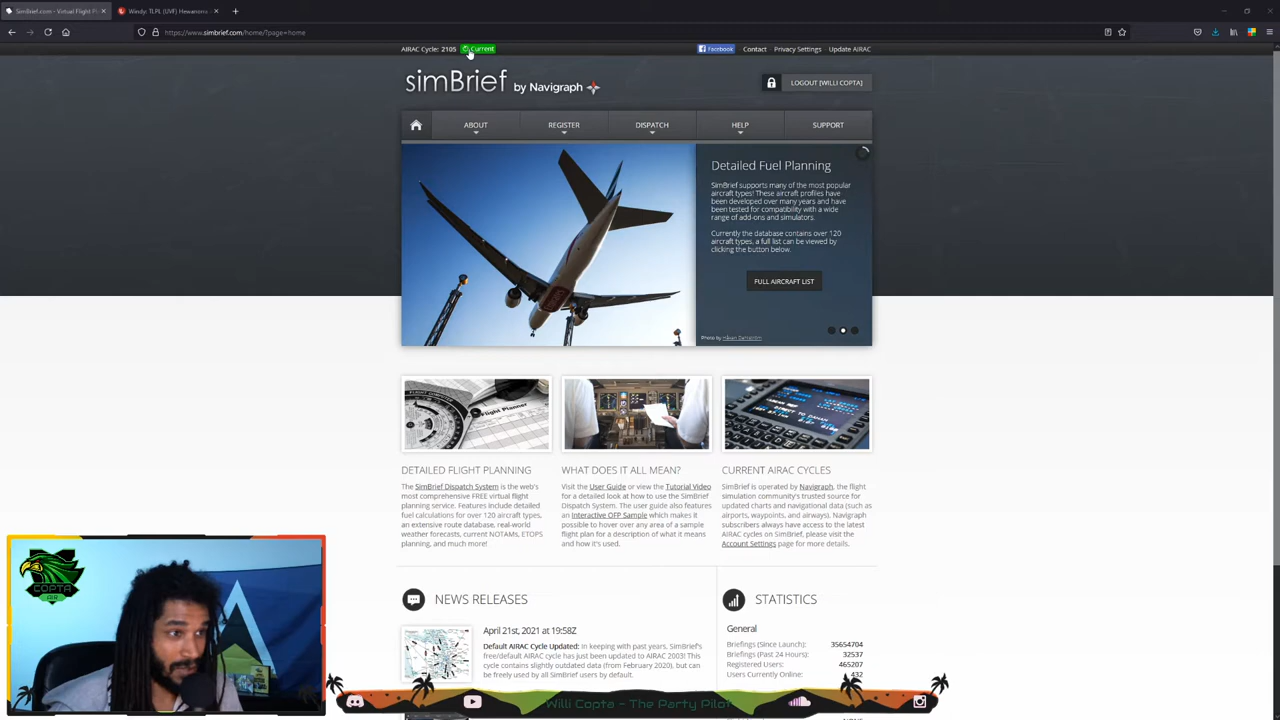 SimBrief.com - Virtual Flight P
Windy: TLPL (UVF) Hewanorra
https://www.simbrief.com/home/?page=home
AIRAC Cycle: 2105 Current
Facebook Contact Privacy Settings Update AIRAC
simBrief by Navigraph
LOGOUT [WILLI COPTA]
ABOUT REGISTER DISPATCH HELP SUPPORT
Detailed Fuel Planning
SimBrief supports many of the most popular
aircraft types! These aircraft profiles have
been developed over many years and have
been tested for compatibility with a wide
range of add-ons and simulators.
Currently the database contains over 120
aircraft types, a full list can be viewed by
clicking the button below.
FULL AIRCRAFT LIST
Photo by
Flight Planner
DETAILED FLIGHT PLANNING
The SimBrief Dispatch System is the web's
most comprehensive FREE virtual flight
planning service. Features include detailed
fuel calculations for over 120 aircraft types,
an extensive route database, real-world
weather forecasts, current NOTAMs, ETOPS
planning, and much more!
WHAT DOES IT ALL MEAN?
Visit the User Guide or view the Tutorial Video
for a detailed look at how to use the SimBrief
Dispatch System. The user guide also features
an Interactive OFP Sample which makes it
possible to hover over any area of a sample
flight plan for a description of what it means
and how it's used.
CURRENT AIRAC CYCLES
SimBrief is operated by Navigraph, the flight
simulation community's trusted source for
updated charts and navigational data (such as
airports, waypoints, and airways). Navigraph
subscribers always have access to the latest
AIRAC cycles on SimBrief, please visit the
Account Settings page for more details.
NEWS RELEASES
April 21st, 2021 at 19:58Z
Default AIRAC Cycle Updated: In keeping with past years, SimBrief's
free/default AIRAC cycle has just been updated to AIRAC 2003! This
cycle contains slightly outdated data (from February 2020), but can
be freely used by all SimBrief users by default.
STATISTICS
General
Briefings (Since Launch): 35654704
Briefings (Past 24 Hours): 32537
Registered Users: 465207
Users Currently Online: 432
COPTA
AIR
Willi Copta - The Party Pilot